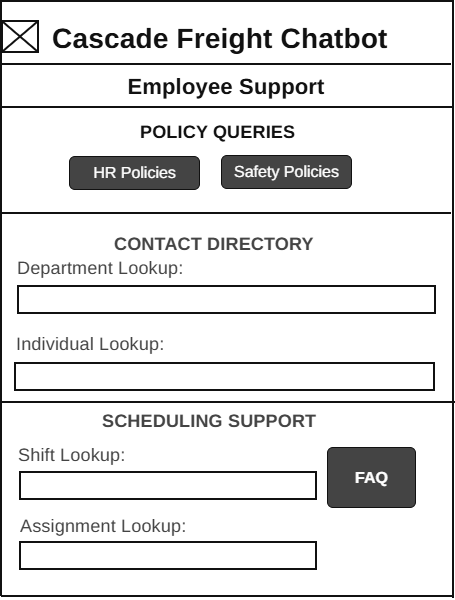 Cascade Freight Chatbot
Employee Support
POLICY QUERIES
HR Policies
Safety Policies
CONTACT DIRECTORY
Department Lookup:
Individual Lookup:
SCHEDULING SUPPORT
Shift Lookup:
FAQ
Assignment Lookup: